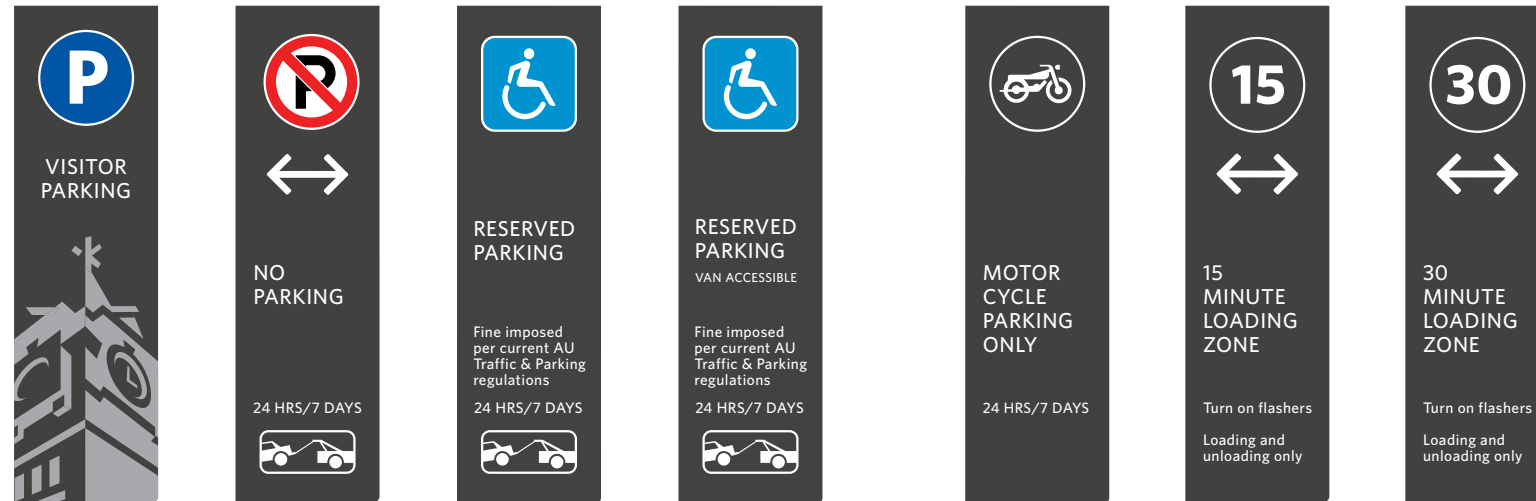 P
VISITOR
PARKING
P
NO
PARKING
24 HRS/7 DAYS
RESERVED
PARKING
Fine imposed
per current AU
Traffic & Parking
regulations
24 HRS/7 DAYS
RESERVED
PARKING
VAN ACCESSIBLE
Fine imposed
per current AU
Traffic & Parking
regulations
24 HRS/7 DAYS
MOTOR
CYCLE
PARKING
ONLY
24 HRS/7 DAYS
15
15
MINUTE
LOADING
ZONE
Turn on flashers
Loading and
unloading only
30
30
MINUTE
LOADING
ZONE
Turn on flashers
Loading and
unloading only